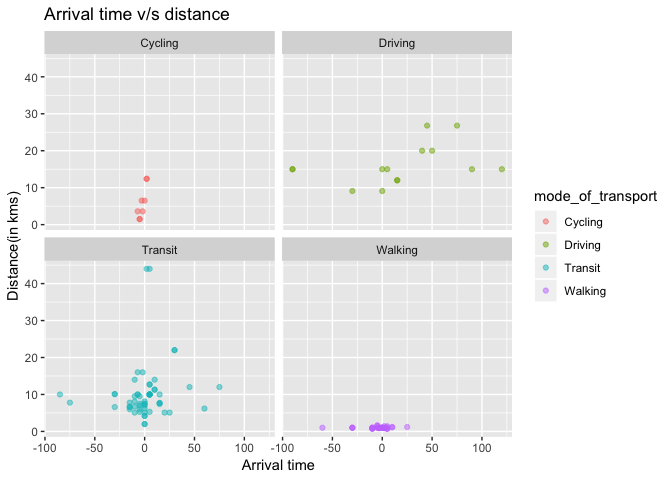 Arrival time v/s distance
Cycling Driving
40
30
20
10
0
Transit Walking
40
30
20
10
0
-100 -50 0 50 100 -100 -50 0 50 100
Distance(in kms)
Arrival time
mode_of_transport
Cycling
Driving
Transit
Walking